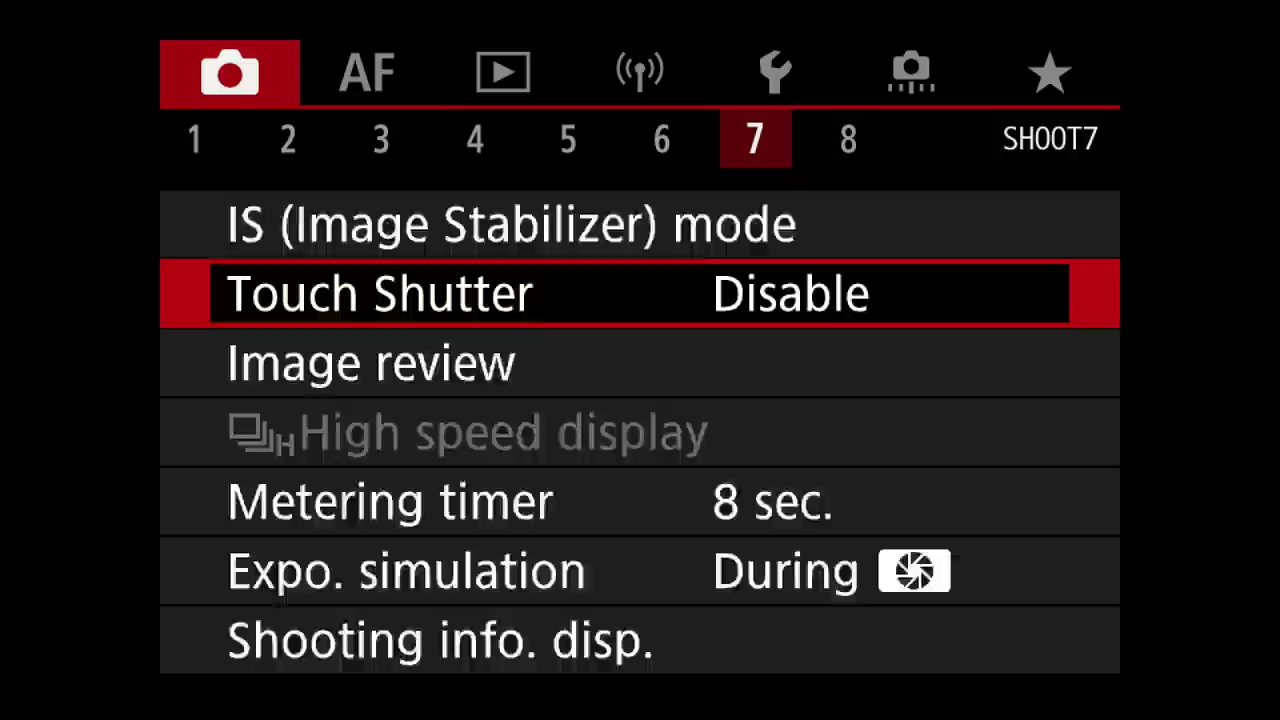 AF
1 2 3 4 5 6 7 8 SHOOT7
IS (Image Stabilizer) mode
Touch Shutter Disable
Image review
H High speed display
Metering timer 8 sec.
Expo. simulation During
Shooting info. disp.